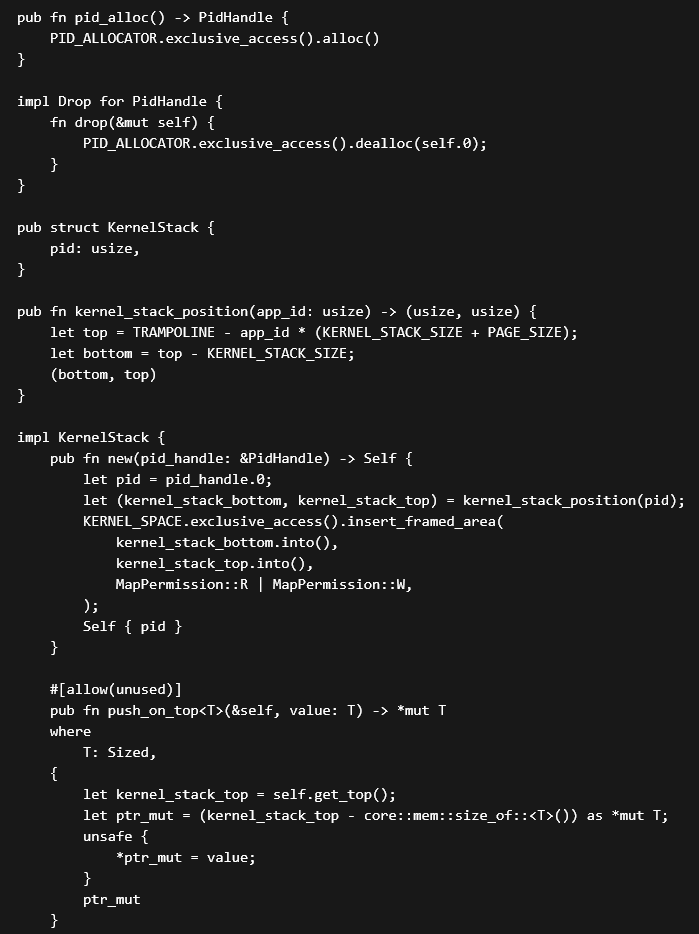 pub fn pid_alloc() -> PidHandle {
    PID_ALLOCATOR.exclusive_access().alloc()
}

impl Drop for PidHandle {
    fn drop(&mut self) {
        PID_ALLOCATOR.exclusive_access().dealloc(self.0);
    }
}

pub struct KernelStack {
    pid: usize,
}

pub fn kernel_stack_position(app_id: usize) -> (usize, usize) {
    let top = TRAMPOLINE - app_id * (KERNEL_STACK_SIZE + PAGE_SIZE);
    let bottom = top - KERNEL_STACK_SIZE;
    (bottom, top)
}

impl KernelStack {
    pub fn new(pid_handle: &PidHandle) -> Self {
        let pid = pid_handle.0;
        let (kernel_stack_bottom, kernel_stack_top) = kernel_stack_position(pid);
        KERNEL_SPACE.exclusive_access().insert_framed_area(
            kernel_stack_bottom.into(),
            kernel_stack_top.into(),
            MapPermission::R | MapPermission::W,
        );
        Self { pid }
    }

    #[allow(unused)]
    pub fn push_on_top<T>(&self, value: T) -> *mut T
    where
        T: Sized,
    {
        let kernel_stack_top = self.get_top();
        let ptr_mut = (kernel_stack_top - core::mem::size_of::<T>()) as *mut T;
        unsafe {
            *ptr_mut = value;
        }
        ptr_mut
    }